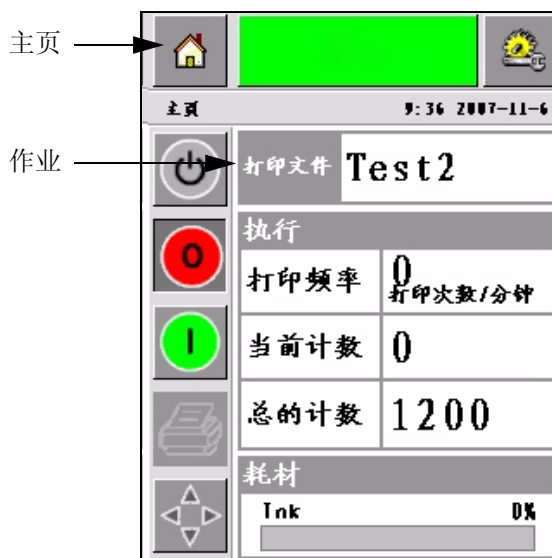 主页
主页 9:36 2007-11-6
作业
打印文件 Test2
执行
打印频率 0 打印次数/分钟
当前计数 0
总的计数 1200
耗材
Ink 0%